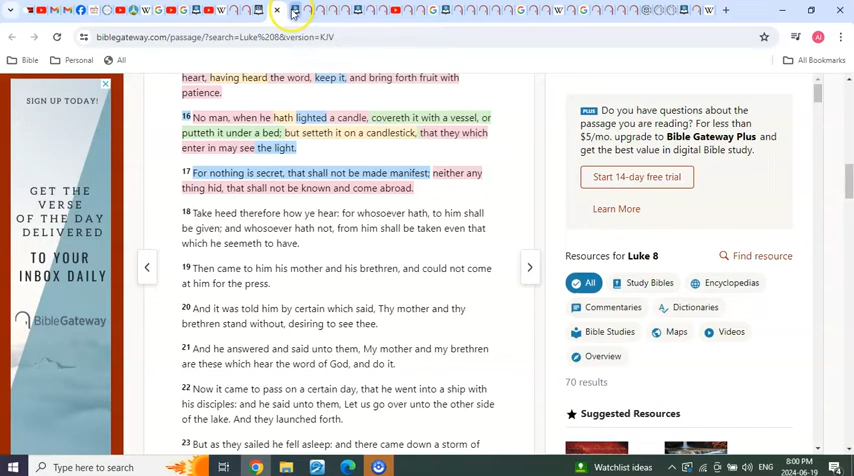 biblegateway.com/passage/?search=Luke%208&version=KJV
All Bookmarks
Bible
Personal
All
SIGN UP TODAY!
GET THE
VERSE
OF THE DAY
DELIVERED
TO YOUR
INBOX DAILY
BibleGateway
heart, having heard the word, keep it, and bring forth fruit with
patience.
16 No man, when he hath lighted a candle, covereth it with a vessel, or
putteth it under a bed; but setteth it on a candlestick, that they which
enter in may see the light.
17 For nothing is secret, that shall not be made manifest; neither any
thing hid, that shall not be known and come abroad.
18 Take heed therefore how ye hear: for whosoever hath, to him shall
be given; and whosoever hath not, from him shall be taken even that
which he seemeth to have.
19 Then came to him his mother and his brethren, and could not come
at him for the press.
20 And it was told him by certain which said, Thy mother and thy
brethren stand without, desiring to see thee.
21 And he answered and said unto them, My mother and my brethren
are these which hear the word of God, and do it.
22 Now it came to pass on a certain day, that he went into a ship with
his disciples: and he said unto them, Let us go over unto the other side
of the lake. And they launched forth.
23 But as they sailed he fell asleep: and there came down a storm of
PLUS Do you have questions about the
passage you are reading? For less than
$5/mo. upgrade to Bible Gateway Plus and
get the best value in digital Bible study.
Start 14-day free trial
Learn More
Resources for Luke 8
Find resource
All
Study Bibles
Encyclopedias
Commentaries
Dictionaries
Bible Studies
Maps
Videos
Overview
70 results
Suggested Resources
Type here to search
Watchlist ideas
ENG
8:00 PM
2024-06-19